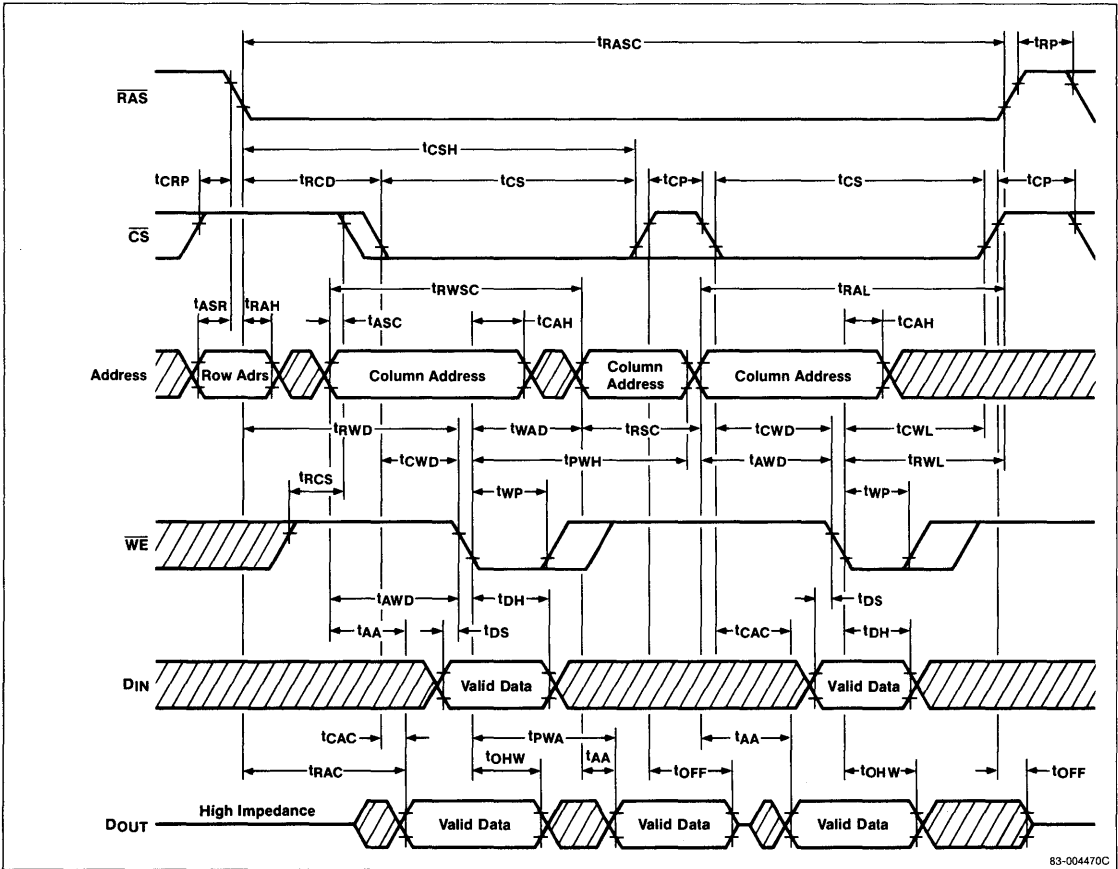 tRASC tRP
RAS
tCSH
tCRP tRCD tCS tCP tCS tCP
CS
tRWSC tRAL
tASR tRAH tASC tCAH tCAH
Address Row Adrs Column Address Column Address Column Address
tRWD tWAD tRSC tCWD tCWL
tCWD tPWH tAWD tRWL
tRCS tWP tWP
WE
tAWD tDH tDS
tAA tDS tCAC tDH
DIN Valid Data Valid Data
tCAC tPWA tAA
tRAC tOHW tAA tOFF tOHW tOFF
High Impedance
DOUT Valid Data Valid Data Valid Data
83-004470C